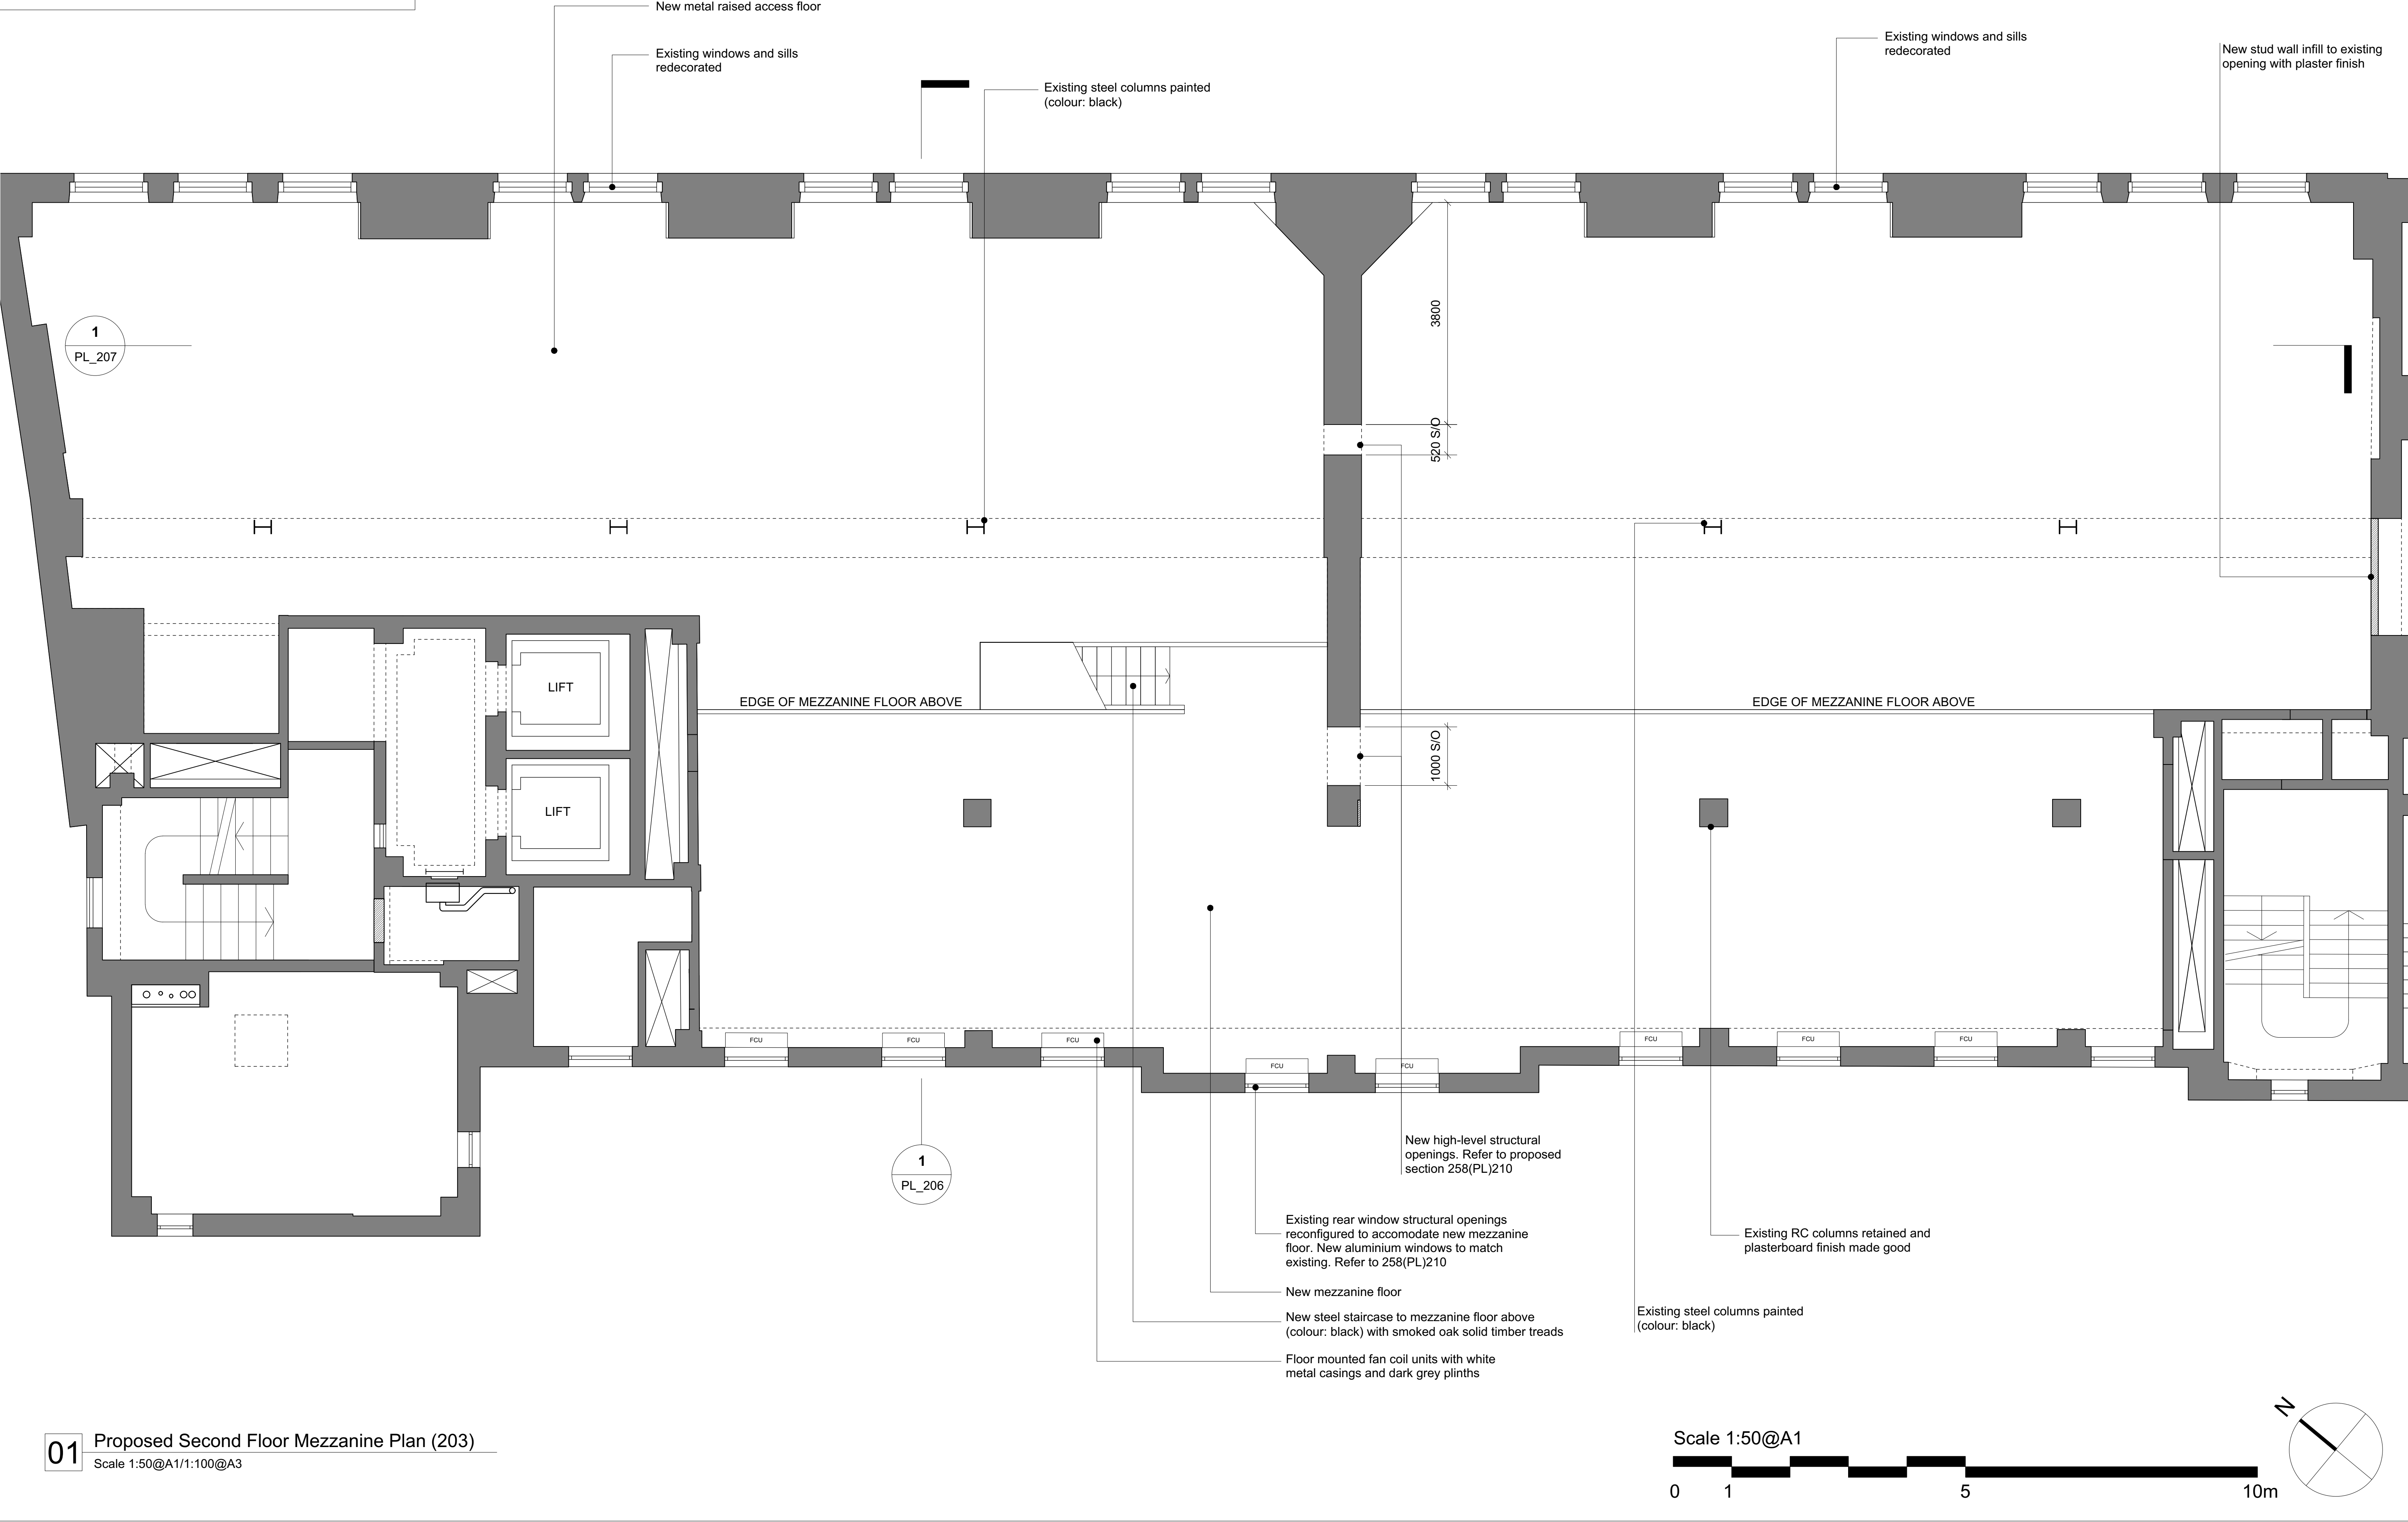 New metal raised access floor
Existing windows and sills
redecorated
Existing steel columns painted
(colour: black)
Existing windows and sills
redecorated
New stud wall infill to existing
opening with plaster finish
3800
1
PL_207
520 S/O
LIFT
EDGE OF MEZZANINE FLOOR ABOVE
EDGE OF MEZZANINE FLOOR ABOVE
1000 S/O
LIFT
FCU
FCU
FCU
FCU
FCU
FCU
FCU
FCU
1
PL_206
New high-level structural
openings. Refer to proposed
section 258(PL)210
Existing rear window structural openings
reconfigured to accomodate new mezzanine
floor. New aluminium windows to match
existing. Refer to 258(PL)210
Existing RC columns retained and
plasterboard finish made good
New mezzanine floor
New steel staircase to mezzanine floor above
(colour: black) with smoked oak solid timber treads
Existing steel columns painted
(colour: black)
Floor mounted fan coil units with white
metal casings and dark grey plinths
01
Proposed Second Floor Mezzanine Plan (203)
Scale 1:50@A1/1:100@A3
Scale 1:50@A1
0 1 5 10m
N